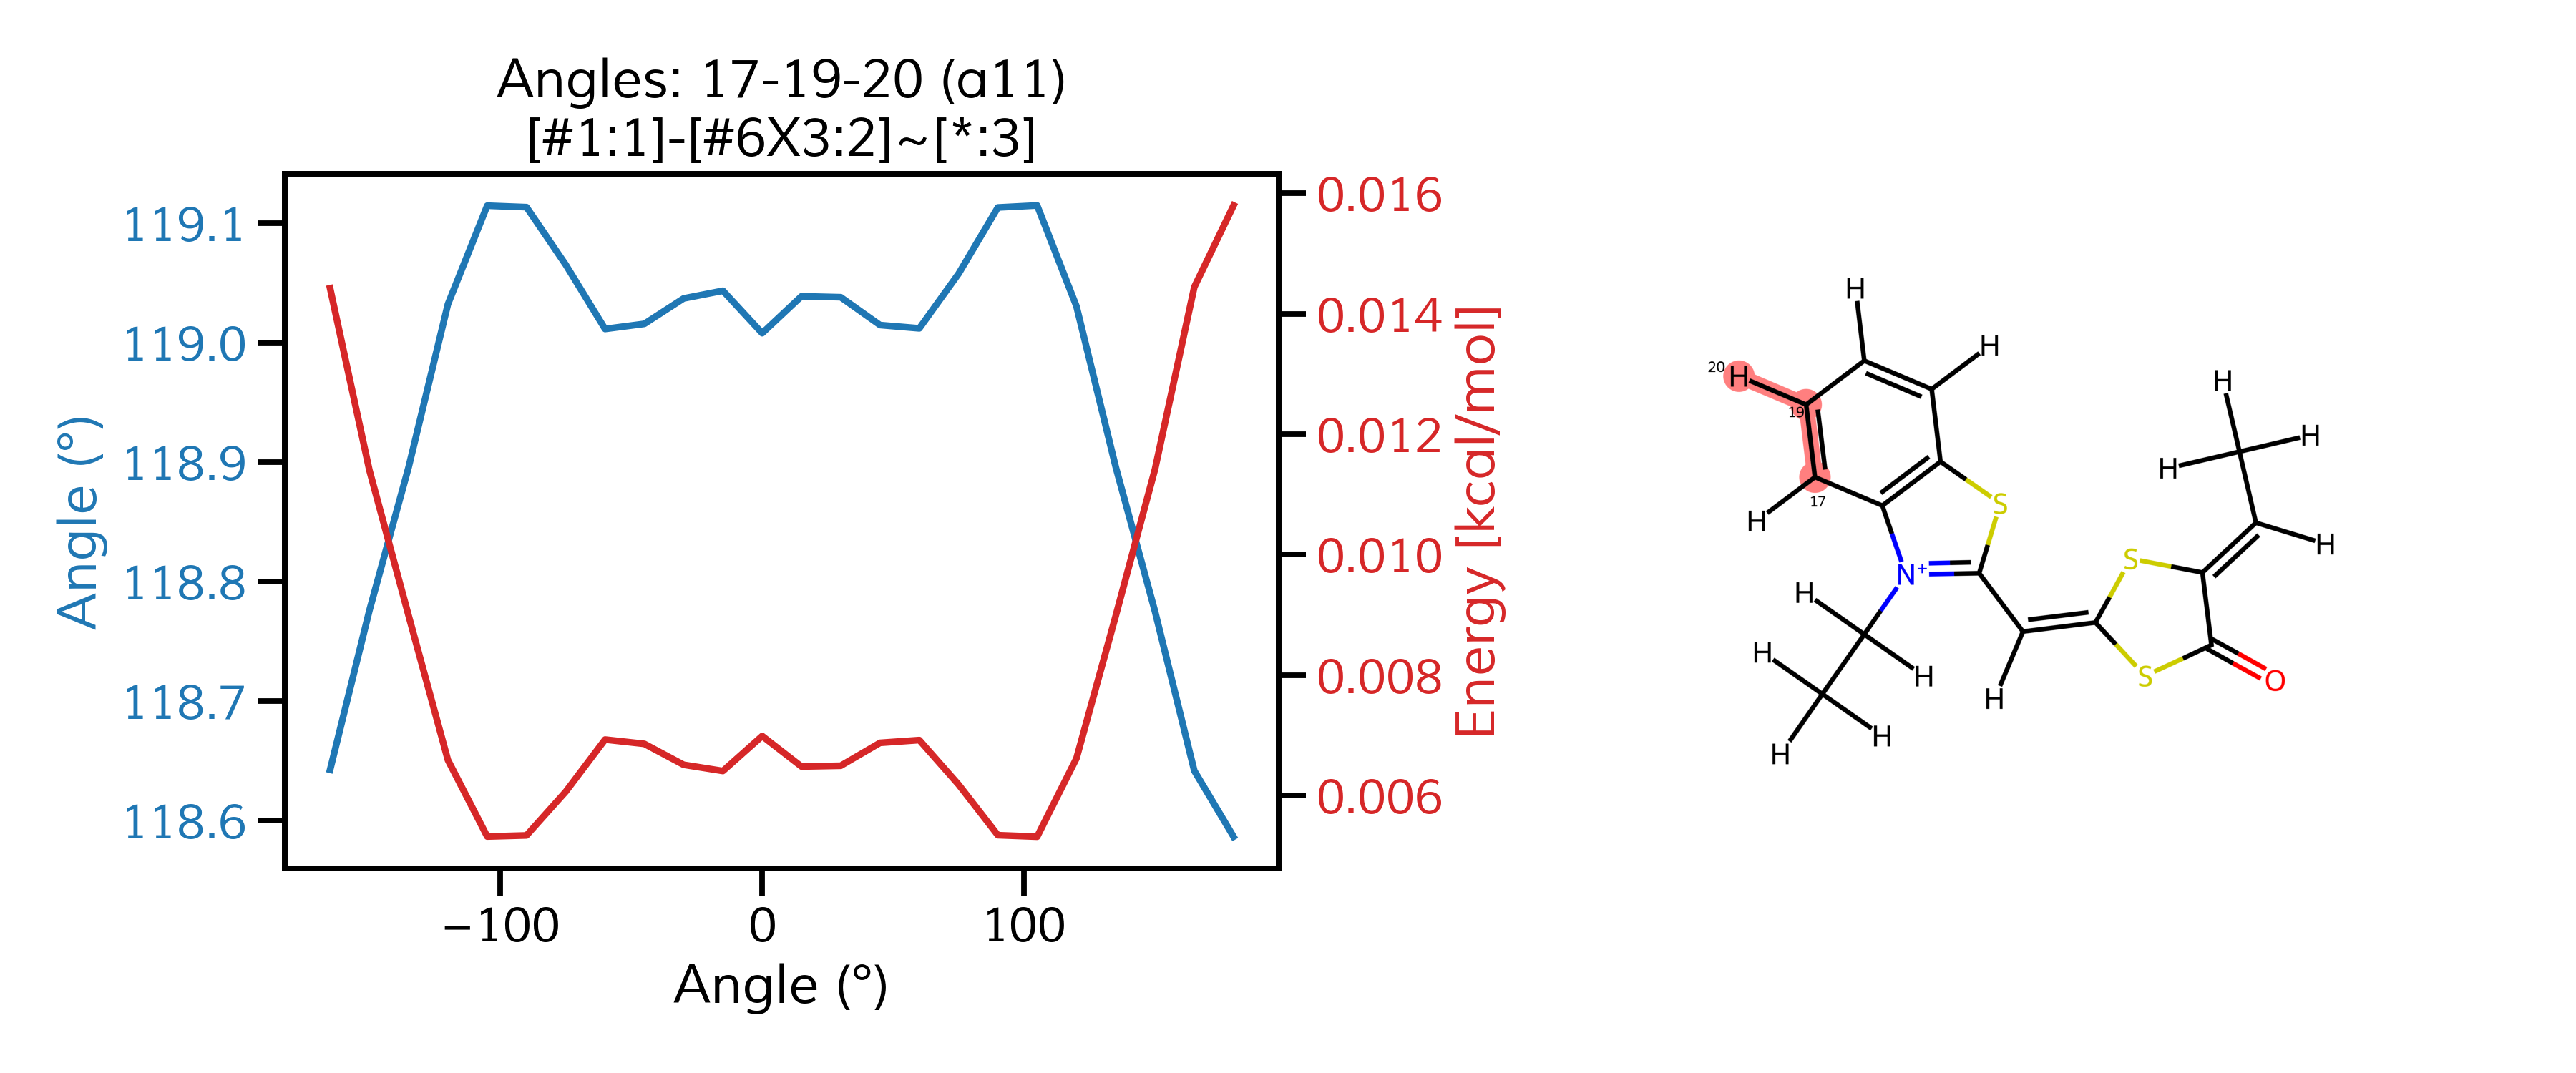 Angles: 17-19-20 (a11)
[#1:1]-[#6X3:2]~[*:3]
119.1
119.0
118.9
118.8
118.7
118.6
Angle (°)
0.016
0.014
0.012
0.010
0.008
0.006
Energy [kcal/mol]
−100
0
100
Angle (°)
H
H
20
H
19
H
H
H
17
H
S
H
S
H
N+
H
H
H
S
O
H
H
H
H